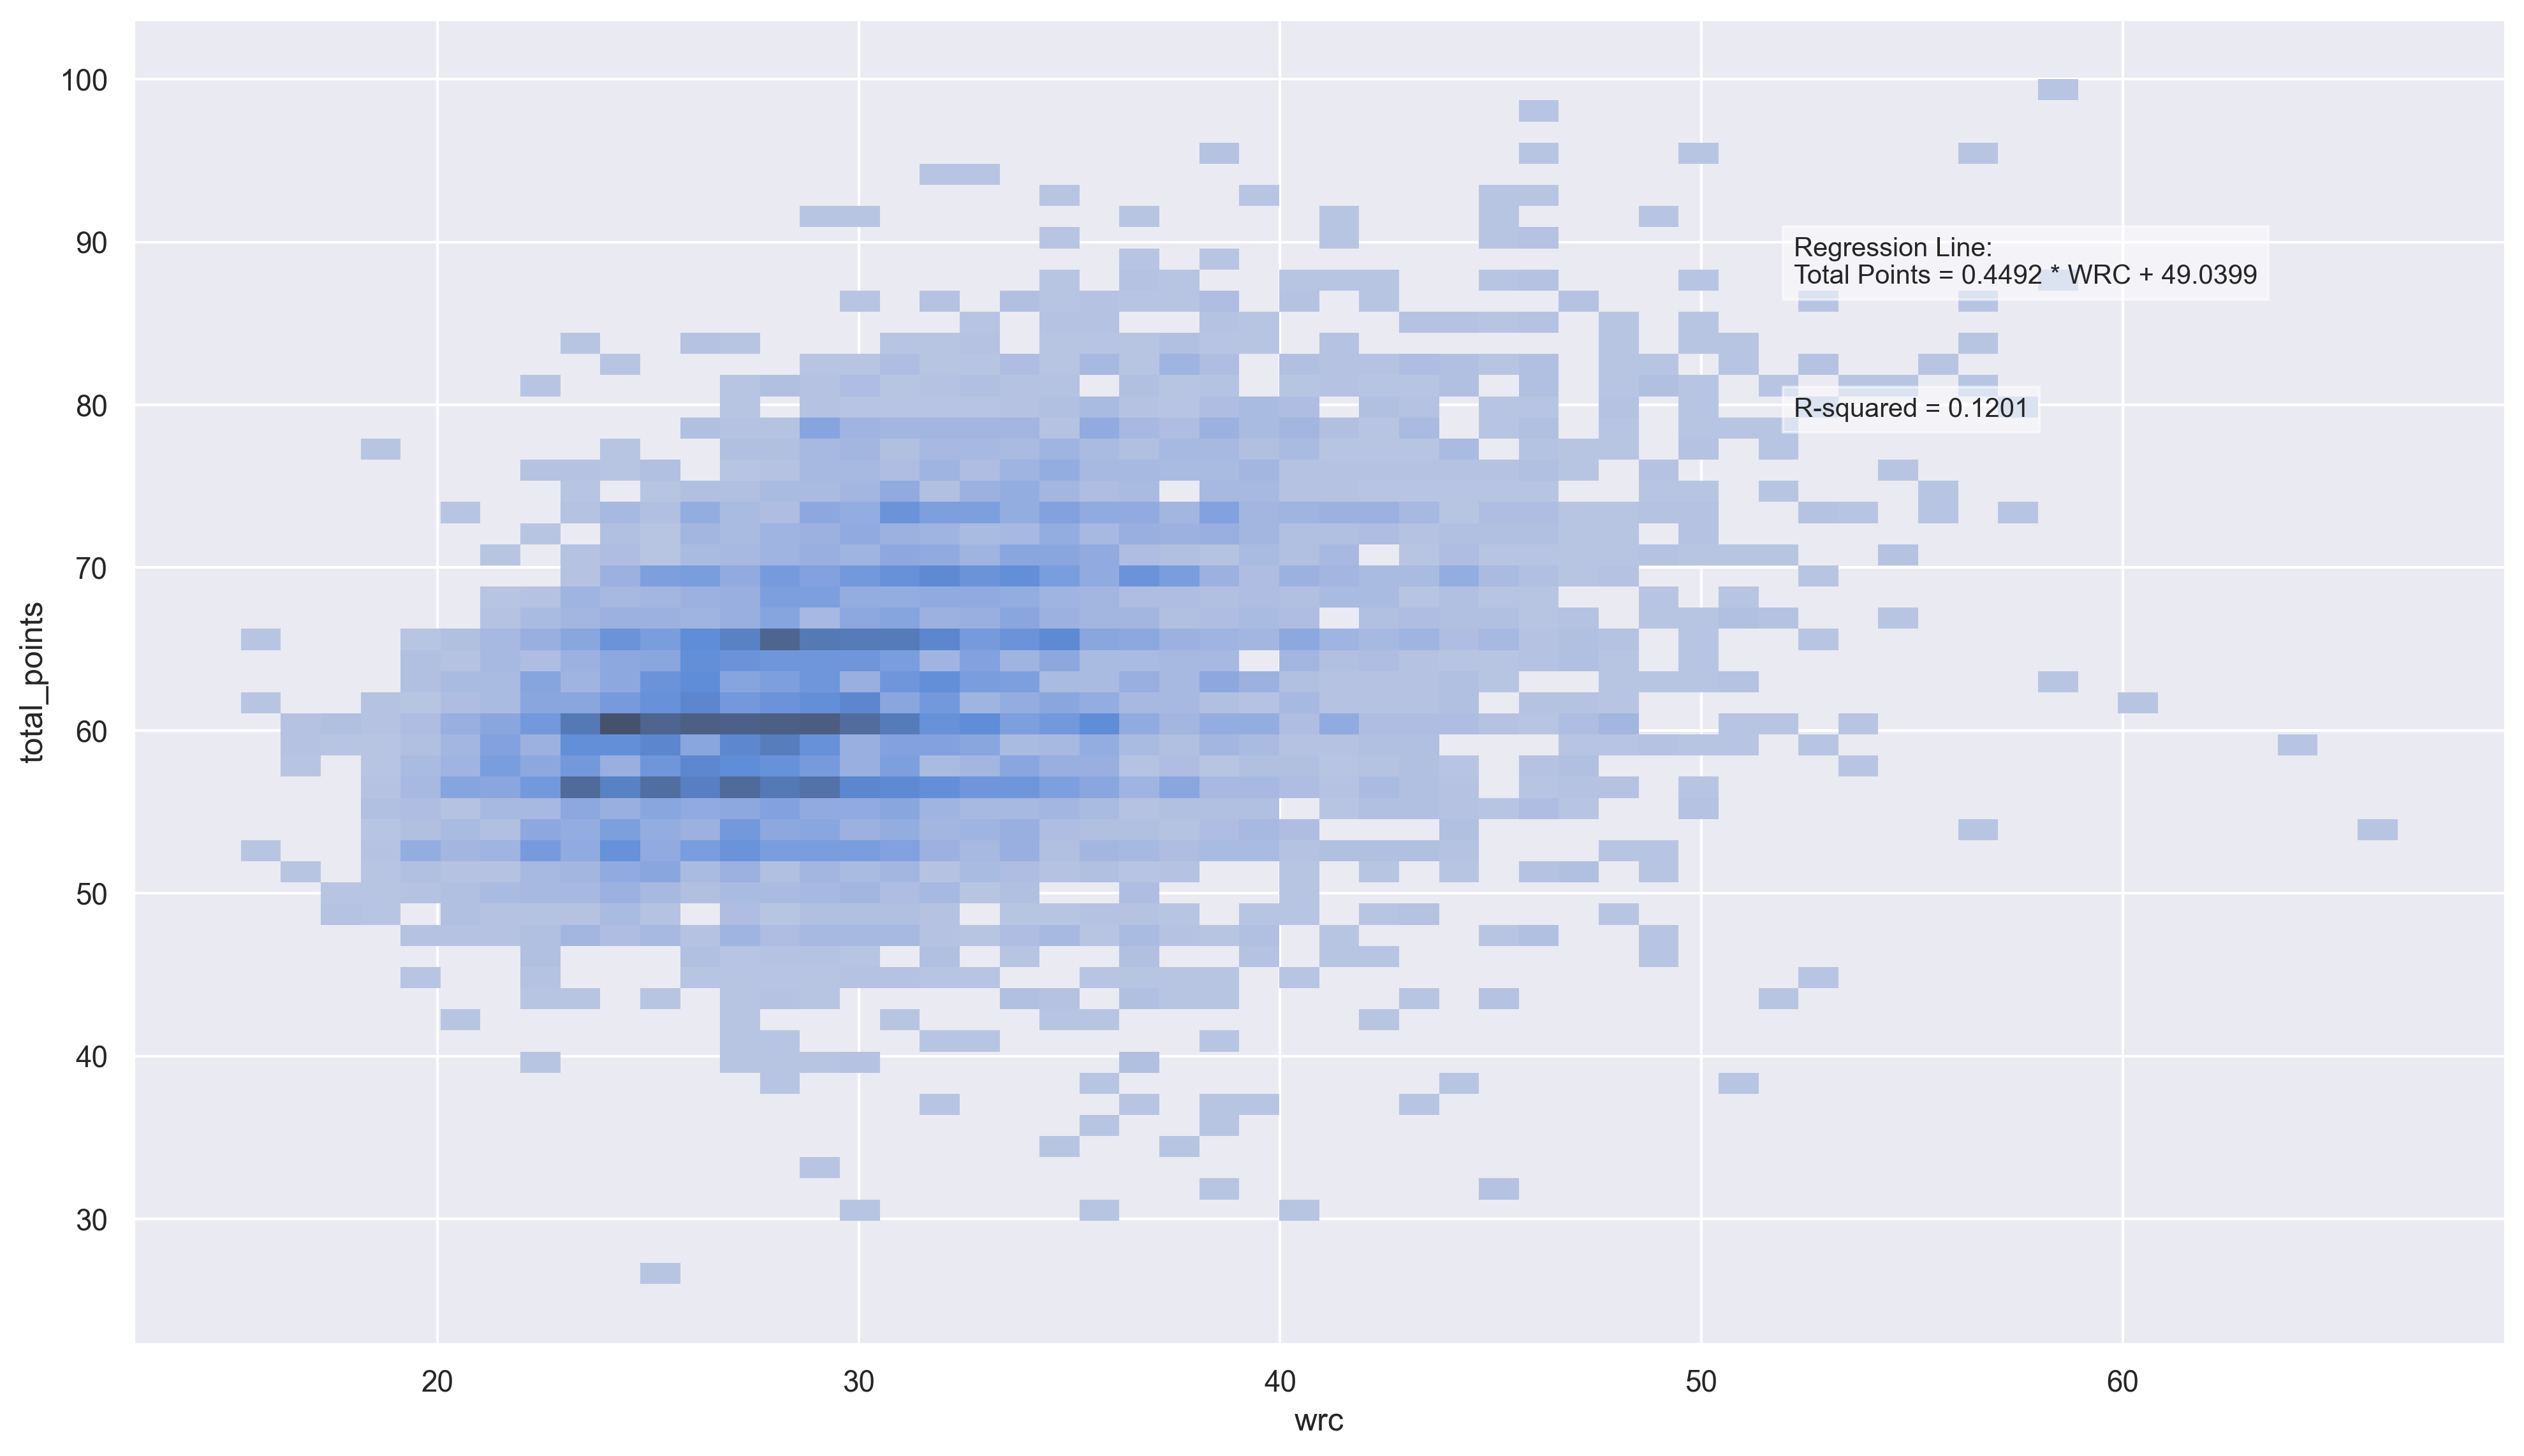 100
90
Regression Line:
Total Points = 0.4492 * WRC + 49.0399
80
R-squared = 0.1201
70
total_points
60
50
40
30
20 30 40 50 60
wrc